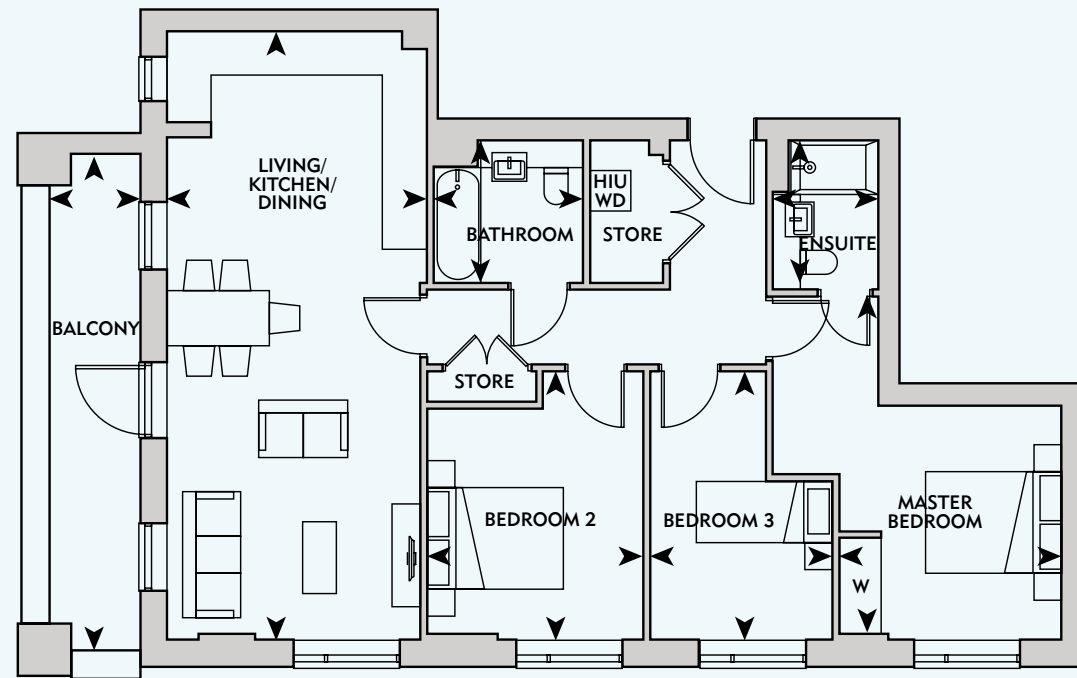 LIVING/
KITCHEN/
DINING
HIU
WD
BATHROOM
STORE
ENSUITE
BALCONY
STORE
BEDROOM 2
BEDROOM 3
MASTER
BEDROOM
W